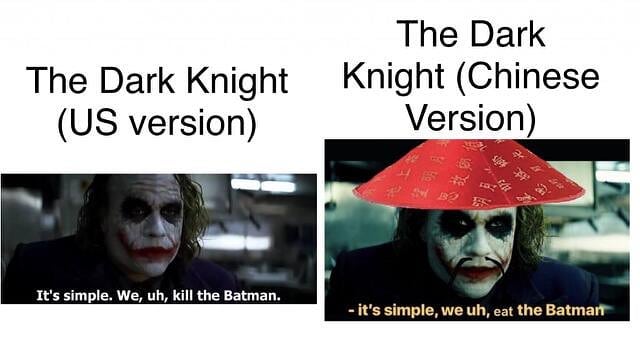 The Dark Knight
(US version)
It's simple. We, uh, kill the Batman.
The Dark
Knight (Chinese
Version)
- it's simple, we uh, eat the Batman